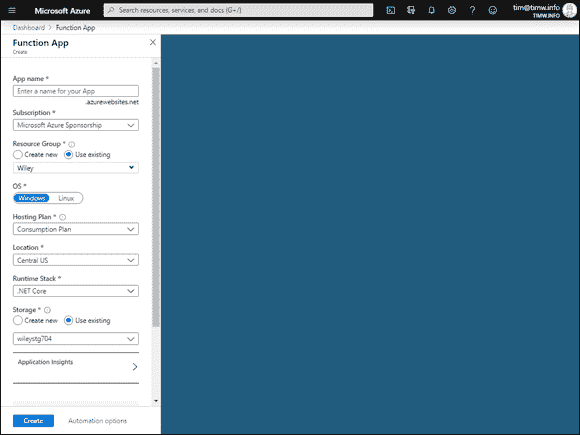 Microsoft Azure
Search resources, services, and docs (G+/)
tim@timw.info
TIMW.INFO
Dashboard > Function App
Function App
Create
App name *
Enter a name for your App
.azurewebsites.net
Subscription *
Microsoft Azure Sponsorship
Resource Group *
Create new Use existing
Wiley
OS *
Windows Linux
Hosting Plan *
Consumption Plan
Location *
Central US
Runtime Stack *
.NET Core
Storage *
Create new Use existing
wileystg704
Application Insights
Create Automation options